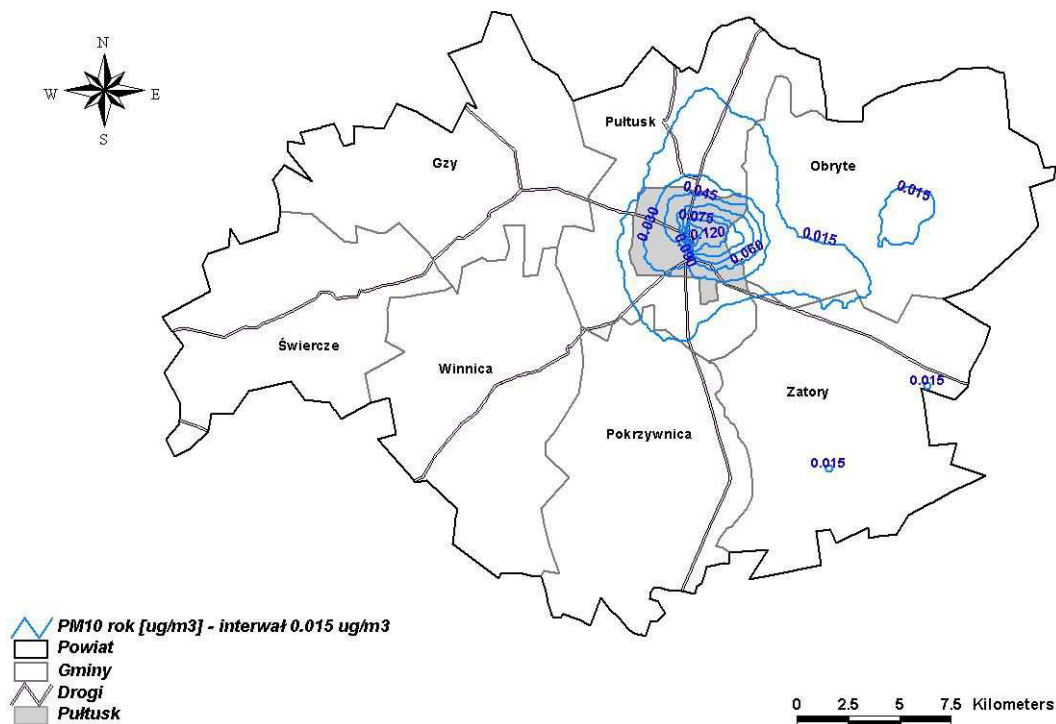 N
W E
S
Pułtusk
Gzy
Obryte
0.045
0.015
0.075
0.030
0.120
0.015
0.090
0.060
Świercze
Winnica
Zatory
0.015
Pokrzywnica
0.015
PM10 rok [ug/m3] - interwał 0.015 ug/m3
Powiat
Gminy
Drogi
Pułtusk
0 2.5 5 7.5 Kilometers